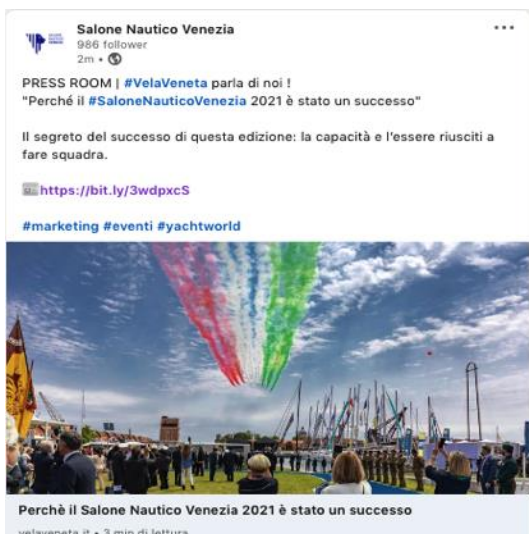 Salone Nautico Venezia
986 follower
2m •
PRESS ROOM | #VelaVeneta parla di noi !
"Perché il #SaloneNauticoVenezia 2021 è stato un successo"
Il segreto del successo di questa edizione: la capacità e l'essere riusciti a
fare squadra.
https://bit.ly/3wdpxcS
#marketing #eventi #yachtworld
Perchè il Salone Nautico Venezia 2021 è stato un successo
velaveneta.it • 3 min di lettura